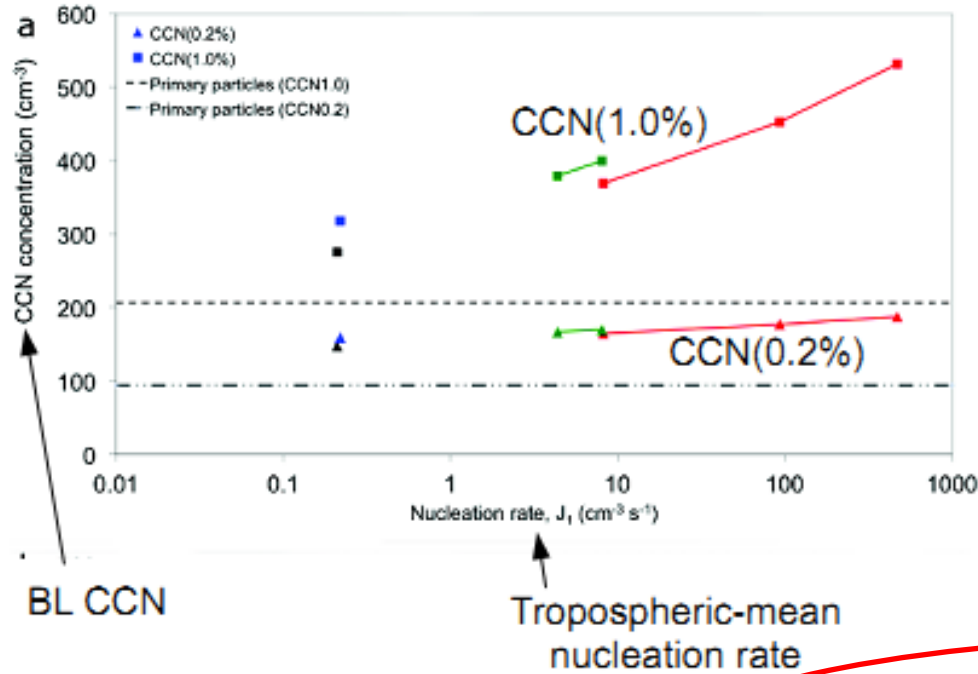 a
600
500
400
300
200
100
0
CCN concentration (cm-3)
CCN(0.2%)
CCN(1.0%)
Primary particles (CCN1.0)
Primary particles (CCN0.2)
CCN(1.0%)
CCN(0.2%)
0.01 0.1 1 10 100 1000
Nucleation rate, J1 (cm-3 s-1)
BL CCN
Tropospheric-mean
nucleation rate